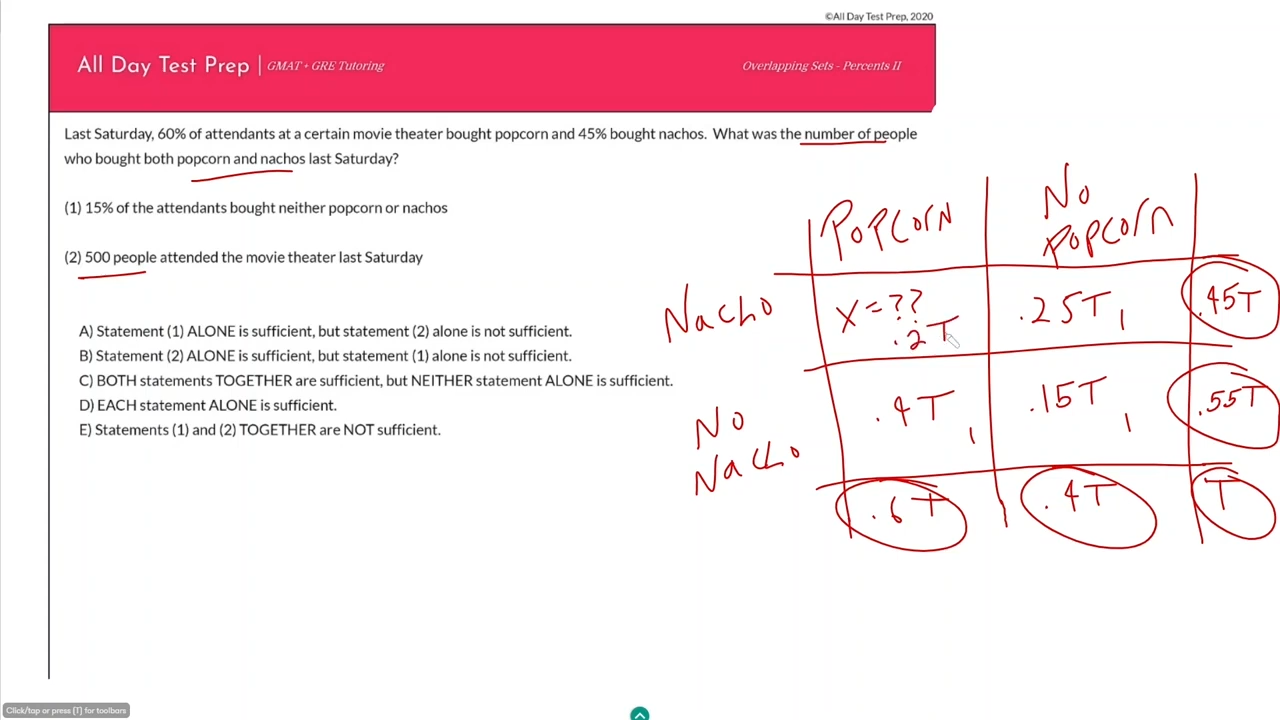 ©All Day Test Prep, 2020
All Day Test Prep | GMAT + GRE Tutoring
Overlapping Sets - Percents II
Last Saturday, 60% of attendants at a certain movie theater bought popcorn and 45% bought nachos. What was the number of people
who bought both popcorn and nachos last Saturday?
(1) 15% of the attendants bought neither popcorn or nachos
(2) 500 people attended the movie theater last Saturday
A) Statement (1) ALONE is sufficient, but statement (2) alone is not sufficient.
B) Statement (2) ALONE is sufficient, but statement (1) alone is not sufficient.
C) BOTH statements TOGETHER are sufficient, but NEITHER statement ALONE is sufficient.
D) EACH statement ALONE is sufficient.
E) Statements (1) and (2) TOGETHER are NOT sufficient.
POPCORN
No
POPCORN
Nacho
X = ??
.2T
.25T
.45T
No
Nacho
.4T
.15T
.55T
.6T
.4T
T
Click/tap or press [T] for toolbars